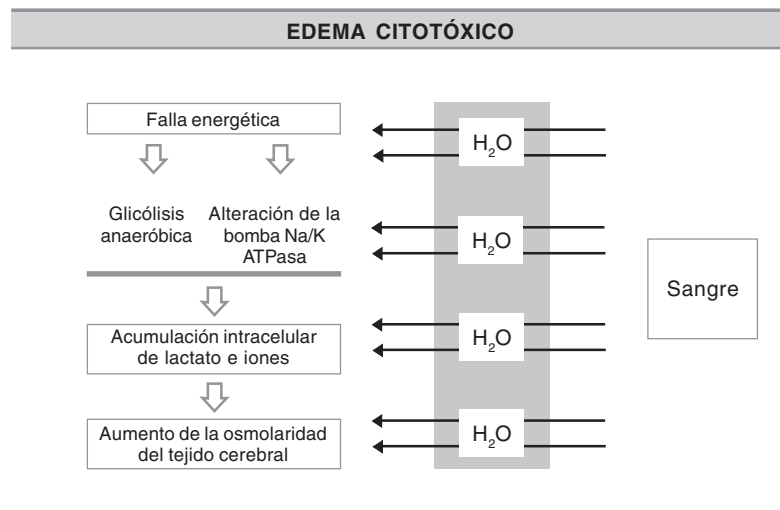 EDEMA CITOTÓXICO
Falla energética
Glicólisis
anaeróbica
Alteración de la
bomba Na/K
ATPasa
Acumulación intracelular
de lactato e iones
Aumento de la osmolaridad
del tejido cerebral
H₂O
H₂O
H₂O
H₂O
Sangre